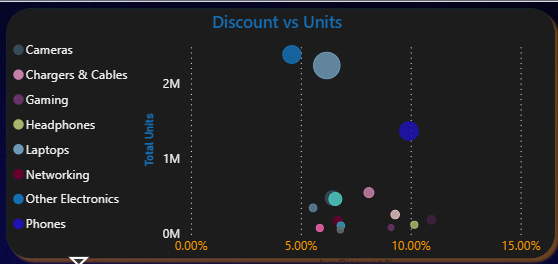 Discount vs Units
Cameras
Chargers & Cables
Gaming
Headphones
Laptops
Networking
Other Electronics
Phones
Total Units
2M
1M
0M
0.00%
5.00%
10.00%
15.00%